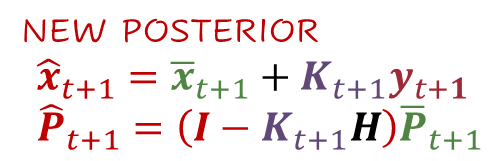 NEW POSTERIOR
x̂ₜ₊₁ = x̅ₜ₊₁ + Kₜ₊₁yₜ₊₁
P̂ₜ₊₁ = (I − Kₜ₊₁H)P̅ₜ₊₁